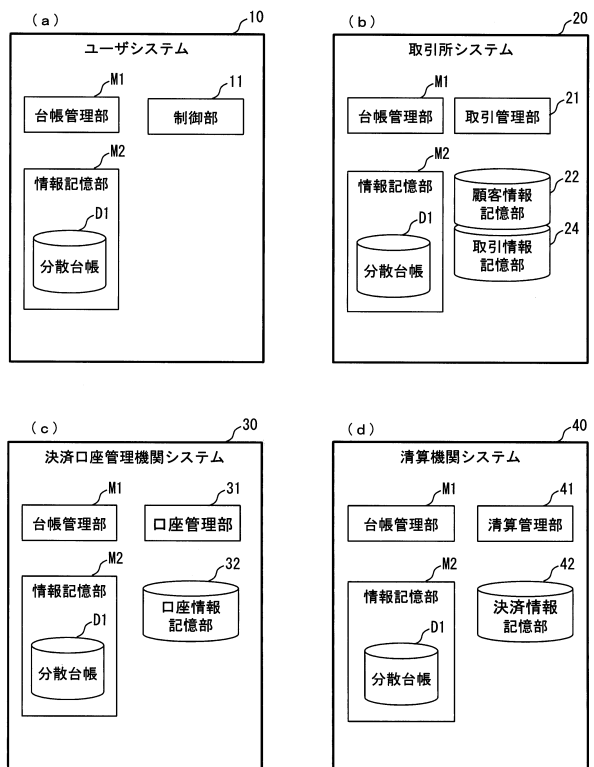 (a)
10
ユーザシステム
M1
台帳管理部
11
制御部
M2
情報記憶部
D1
分散台帳
(b)
20
取引所システム
M1
台帳管理部
21
取引管理部
M2
情報記憶部
D1
分散台帳
22
顧客情報
記憶部
24
取引情報
記憶部
(c)
30
決済口座管理機関システム
M1
台帳管理部
31
口座管理部
M2
情報記憶部
D1
分散台帳
32
口座情報
記憶部
(d)
40
清算機関システム
M1
台帳管理部
41
清算管理部
M2
情報記憶部
D1
分散台帳
42
決済情報
記憶部